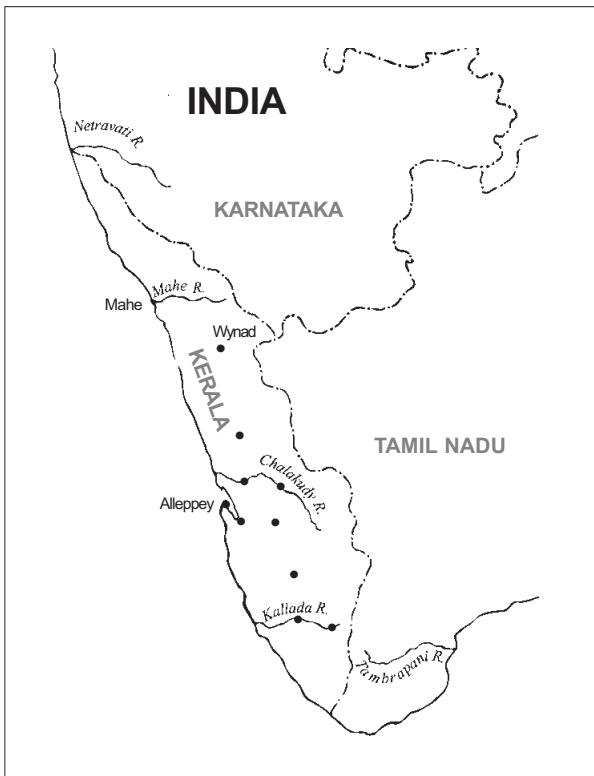 INDIA
Netravati R.
KARNATAKA
Mahe R.
Mahe
Wynad
KERALA
TAMIL NADU
Chalakudy R.
Alleppey
Kallada R.
Tambrapani R.